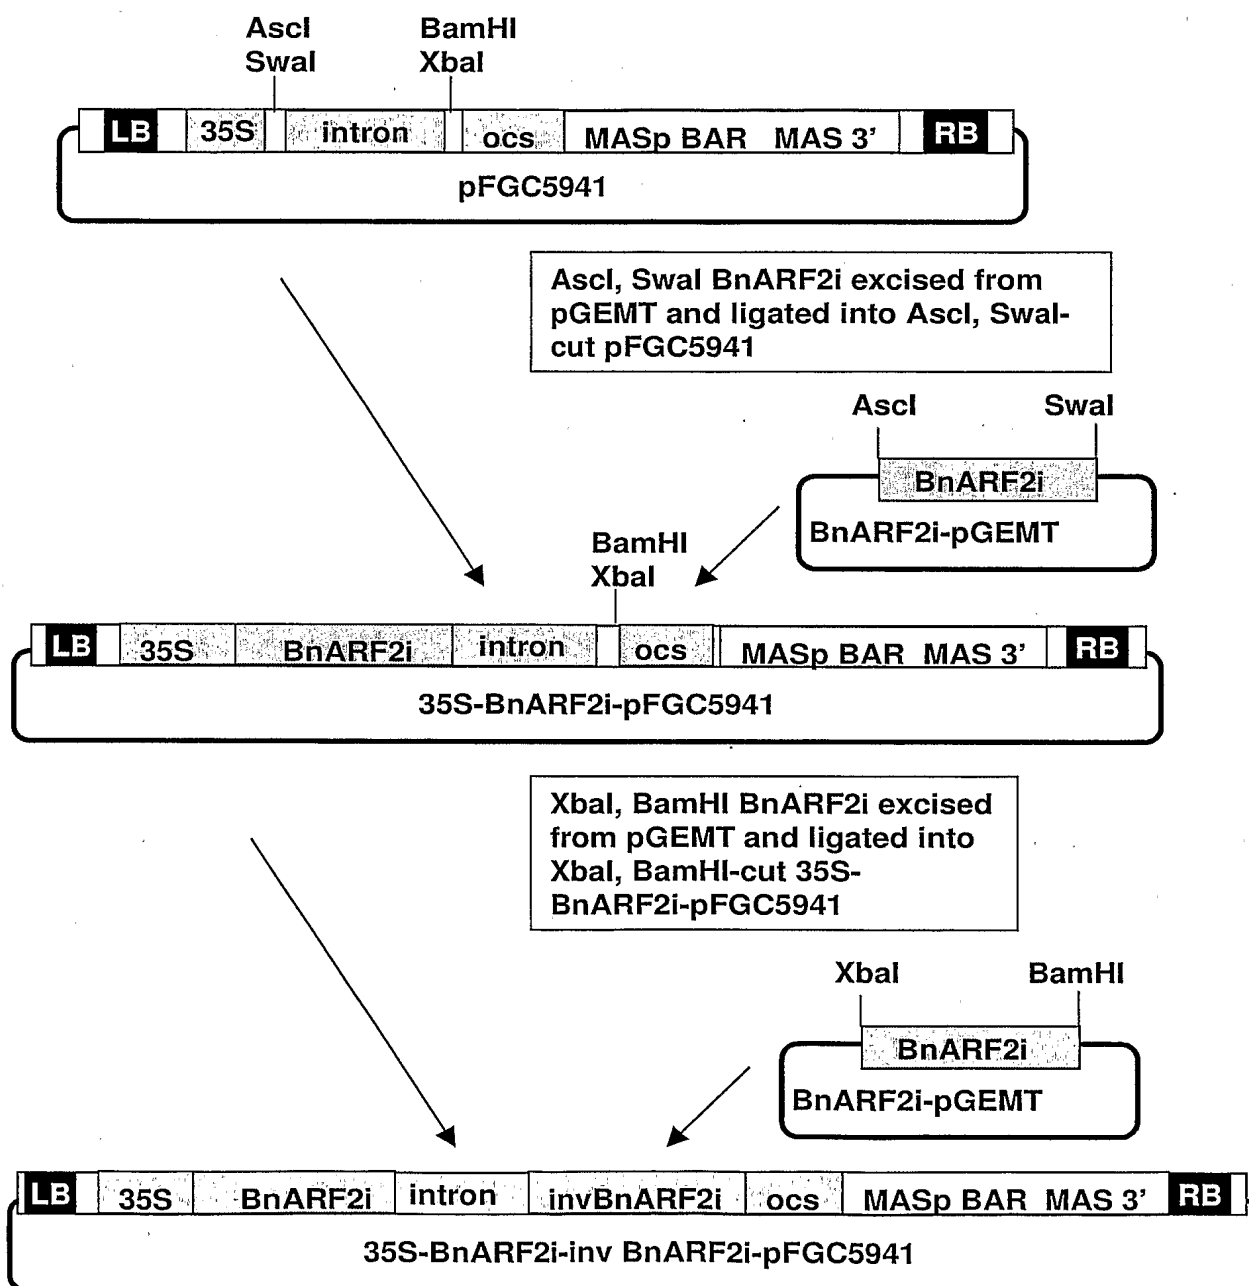 AscI BamHI
SwaI XbaI
LB 35S intron ocs MASp BAR MAS 3' RB
pFGC5941
AscI, SwaI BnARF2i excised from
pGEMT and ligated into AscI, SwaI-
cut pFGC5941
AscI SwaI
BnARF2i
BnARF2i-pGEMT
BamHI
XbaI
LB 35S BnARF2i intron ocs MASp BAR MAS 3' RB
35S-BnARF2i-pFGC5941
XbaI, BamHI BnARF2i excised
from pGEMT and ligated into
XbaI, BamHI-cut 35S-
BnARF2i-pFGC5941
XbaI BamHI
BnARF2i
BnARF2i-pGEMT
LB 35S BnARF2i intron invBnARF2i ocs MASp BAR MAS 3' RB
35S-BnARF2i-inv BnARF2i-pFGC5941